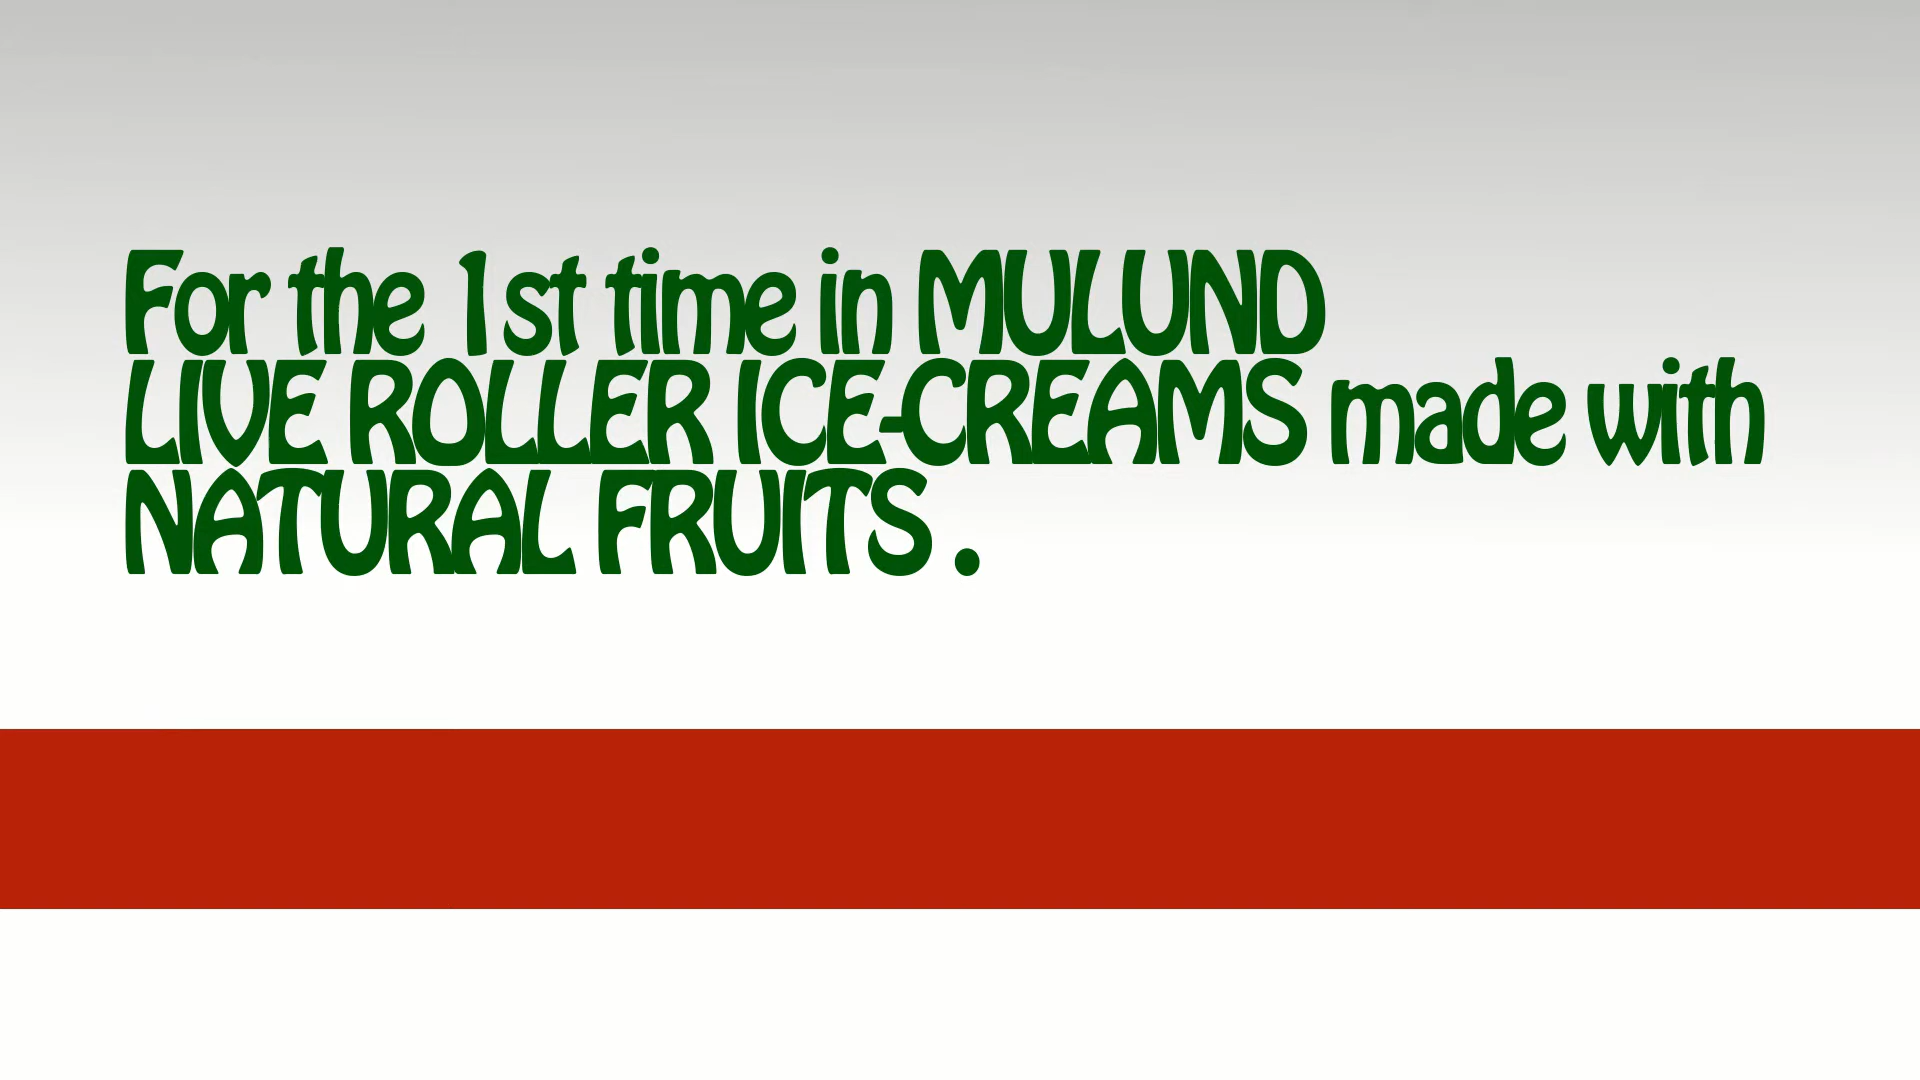 For the 1st time in MULUND
LIVE ROLLER ICE-CREAMS made with
NATURAL FRUITS .